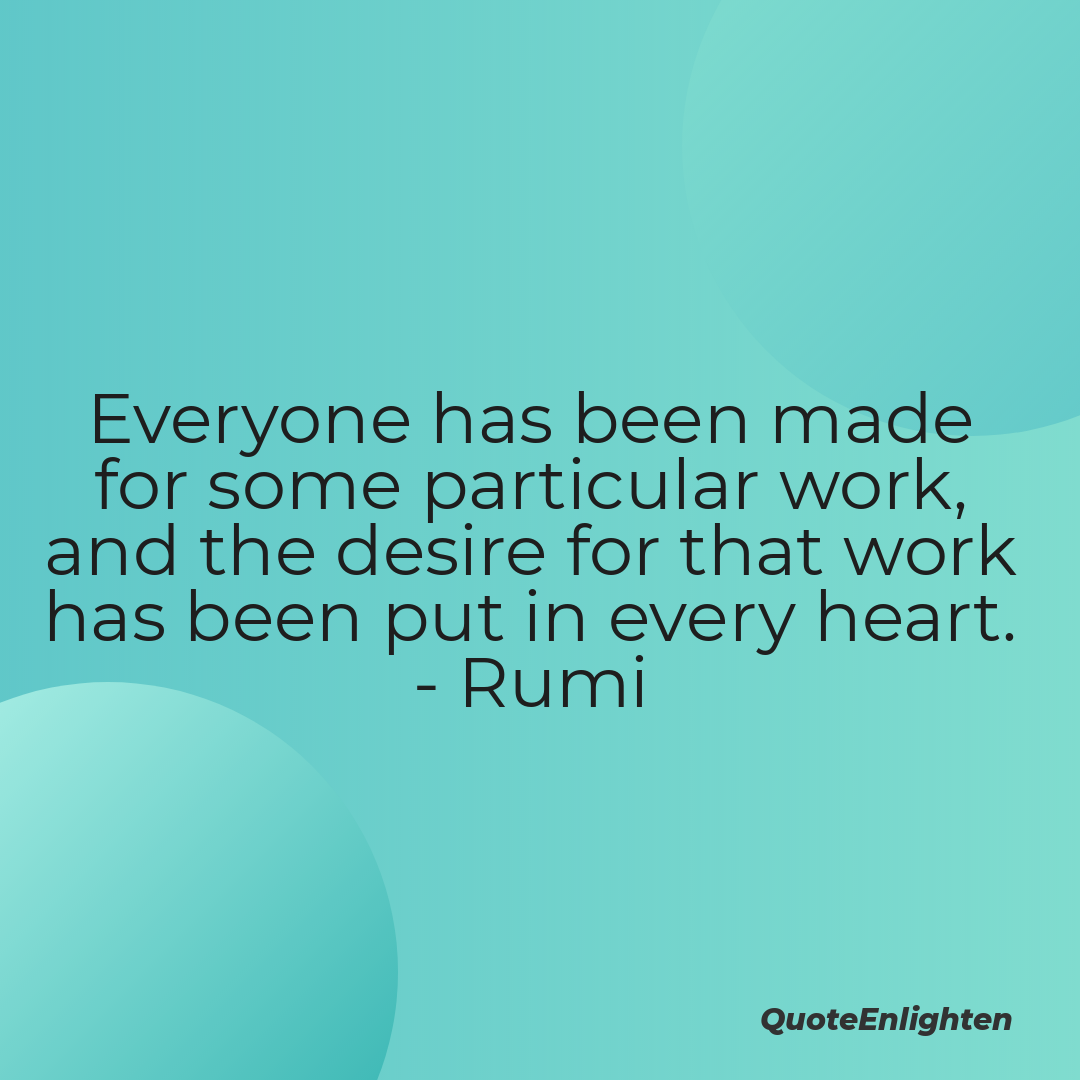 Everyone has been made
for some particular work,
and the desire for that work
has been put in every heart.
- Rumi
QuoteEnlighten